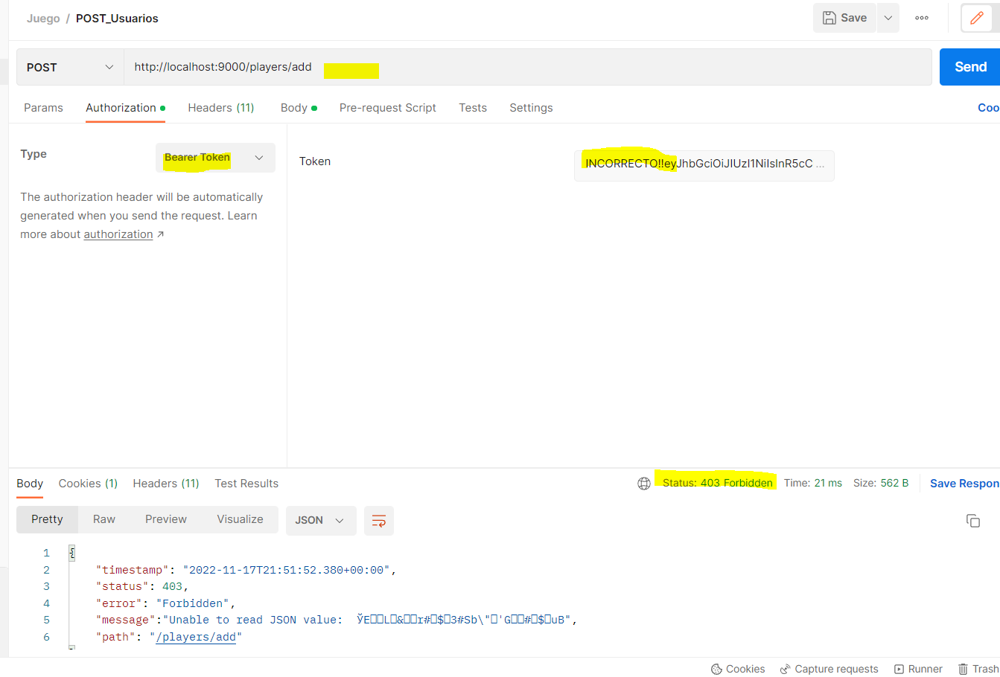 Juego / POST_Usuarios
Save
POST
http://localhost:9000/players/add
Send
Params Authorization Headers (11) Body Pre-request Script Tests Settings Coo
Type
Bearer Token
Token
INCORRECTO!!eyJhbGciOiJIUzI1NiIsInR5cC ...
The authorization header will be automatically
generated when you send the request. Learn
more about authorization ↗
Body Cookies (1) Headers (11) Test Results
Status: 403 Forbidden Time: 21 ms Size: 562 B Save Respon
Pretty Raw Preview Visualize JSON
1 {
2 "timestamp": "2022-11-17T21:51:52.380+00:00",
3 "status": 403,
4 "error": "Forbidden",
5 "message":"Unable to read JSON value:
6 "path": "/players/add"
Cookies Capture requests Runner Trash